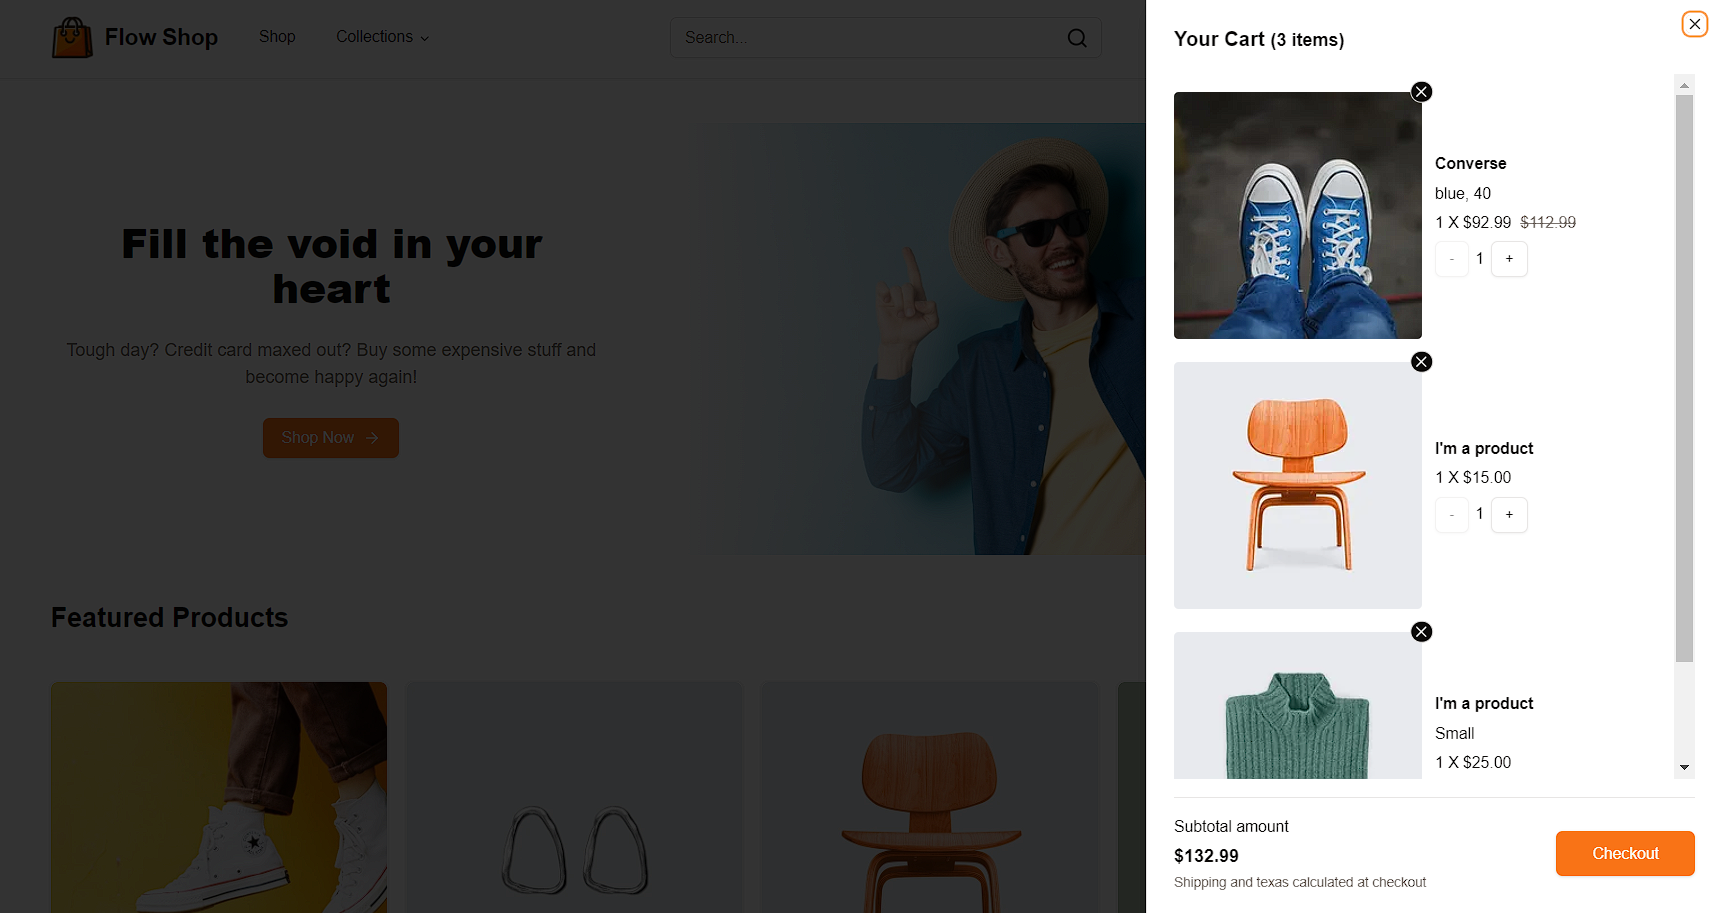 Flow Shop
Shop
Collections
Search...
Fill the void in your
heart
Tough day? Credit card maxed out? Buy some expensive stuff and
become happy again!
Shop Now
Featured Products
Your Cart (3 items)
Converse
blue, 40
1 X $92.99 $112.99
- 1 +
I'm a product
1 X $15.00
- 1 +
I'm a product
Small
1 X $25.00
Subtotal amount
$132.99
Shipping and texas calculated at checkout
Checkout